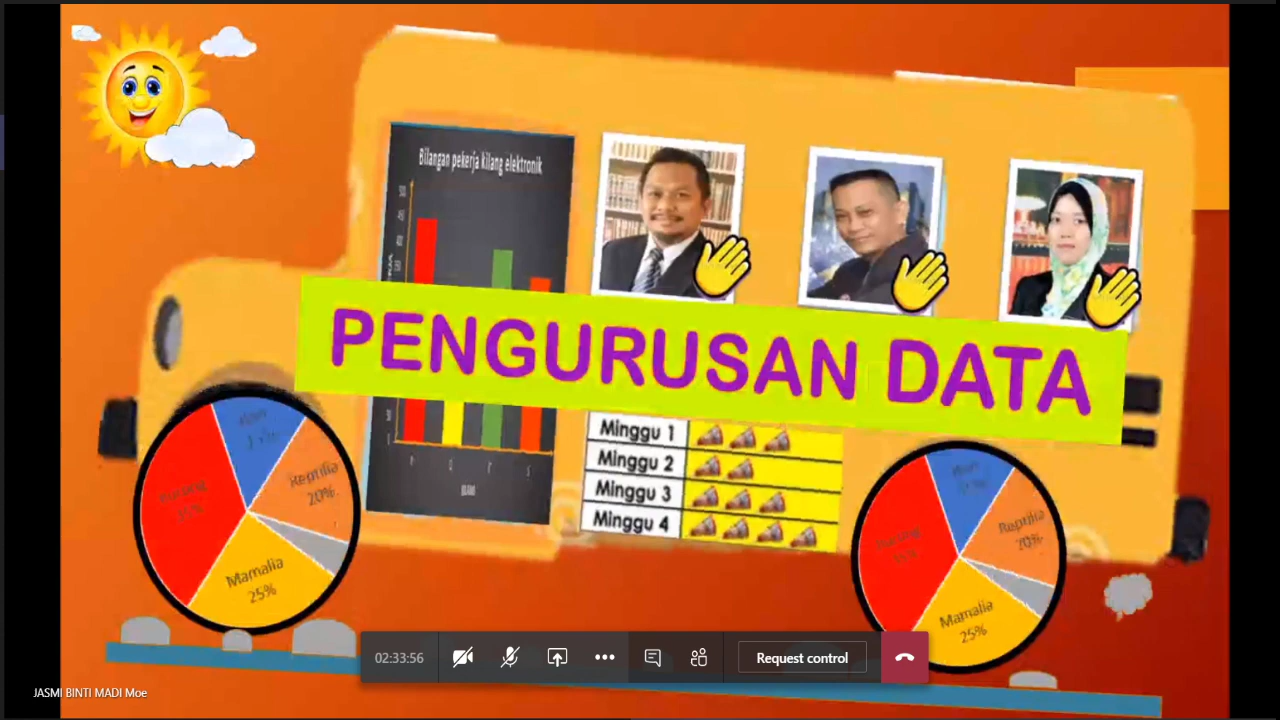 Bilangan pekerja kilang elektronik
PENGURUSAN DATA
Minggu 1
Minggu 2
Minggu 3
Minggu 4
Reptilia
20%
Mamalia
25%
Reptilia
20%
Mamalia
25%
02:33:56
Request control
JASMI BINTI MADI Moe